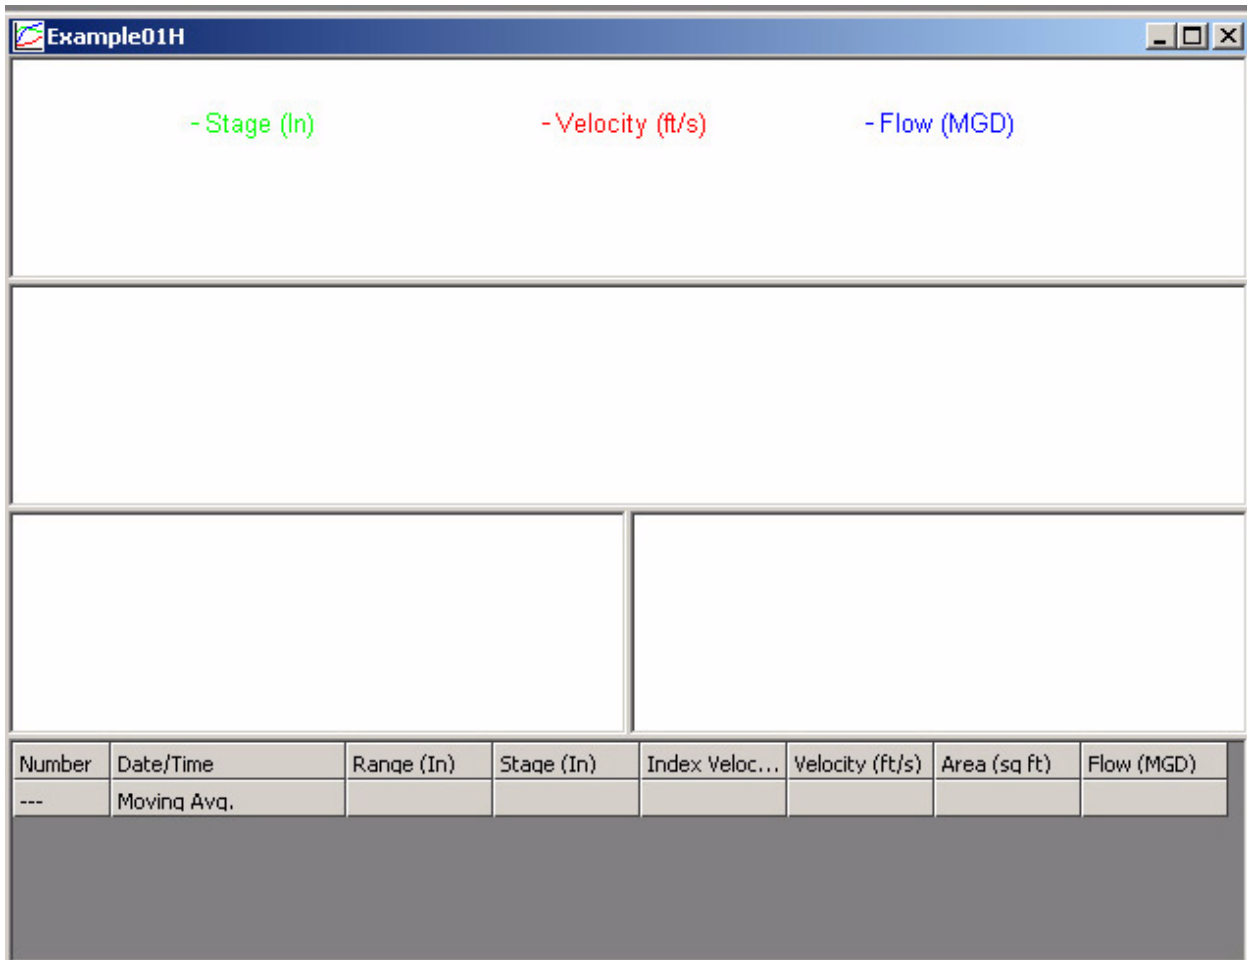 Example01H
- Stage (In) - Velocity (ft/s) - Flow (MGD)
Number Date/Time Range (In) Stage (In) Index Veloc... Velocity (ft/s) Area (sq ft) Flow (MGD)
--- Moving Avg.